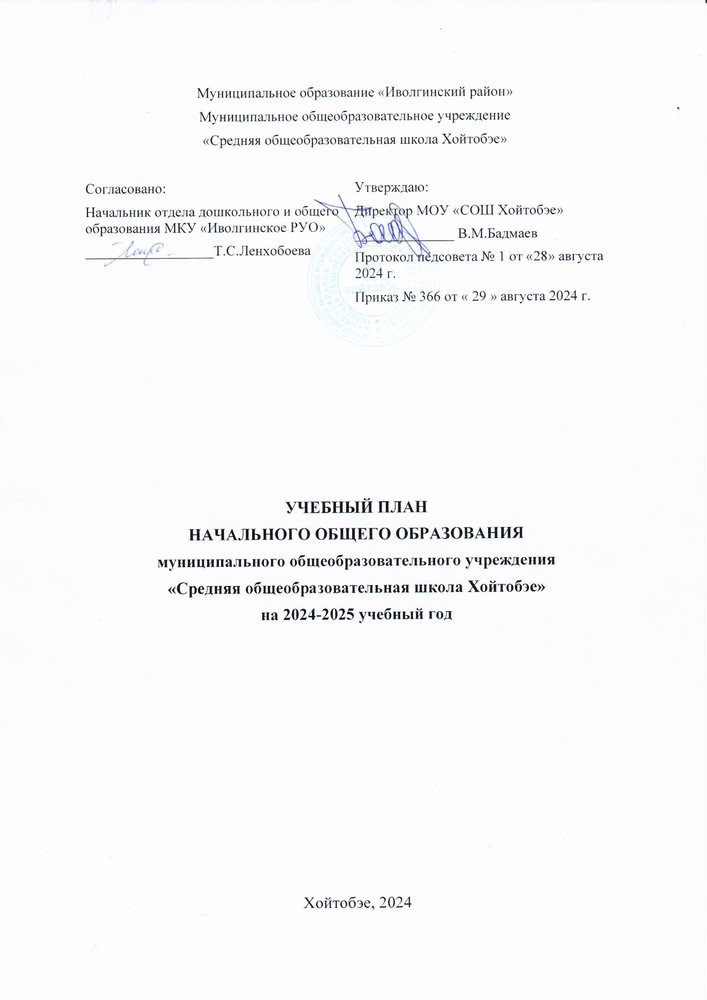 Муниципальное образование «Иволгинский район»
Муниципальное общеобразовательное учреждение
«Средняя общеобразовательная школа Хойтобэе»
Согласовано:
Начальник отдела дошкольного и общего
образования МКУ «Иволгинское РУО»
Т.С.Ленхобоева
Утверждаю:
Директор МОУ «СОШ Хойтобэе»
В.М.Бадмаев
Протокол педсовета № 1 от «28» августа
2024 г.
Приказ № 366 от « 29 » августа 2024 г.
МОУ
ХОЙТОБЭЕ
УЧЕБНЫЙ ПЛАН
НАЧАЛЬНОГО ОБЩЕГО ОБРАЗОВАНИЯ
муниципального общеобразовательного учреждения
«Средняя общеобразовательная школа Хойтобэе»
на 2024-2025 учебный год
Хойтобэе, 2024